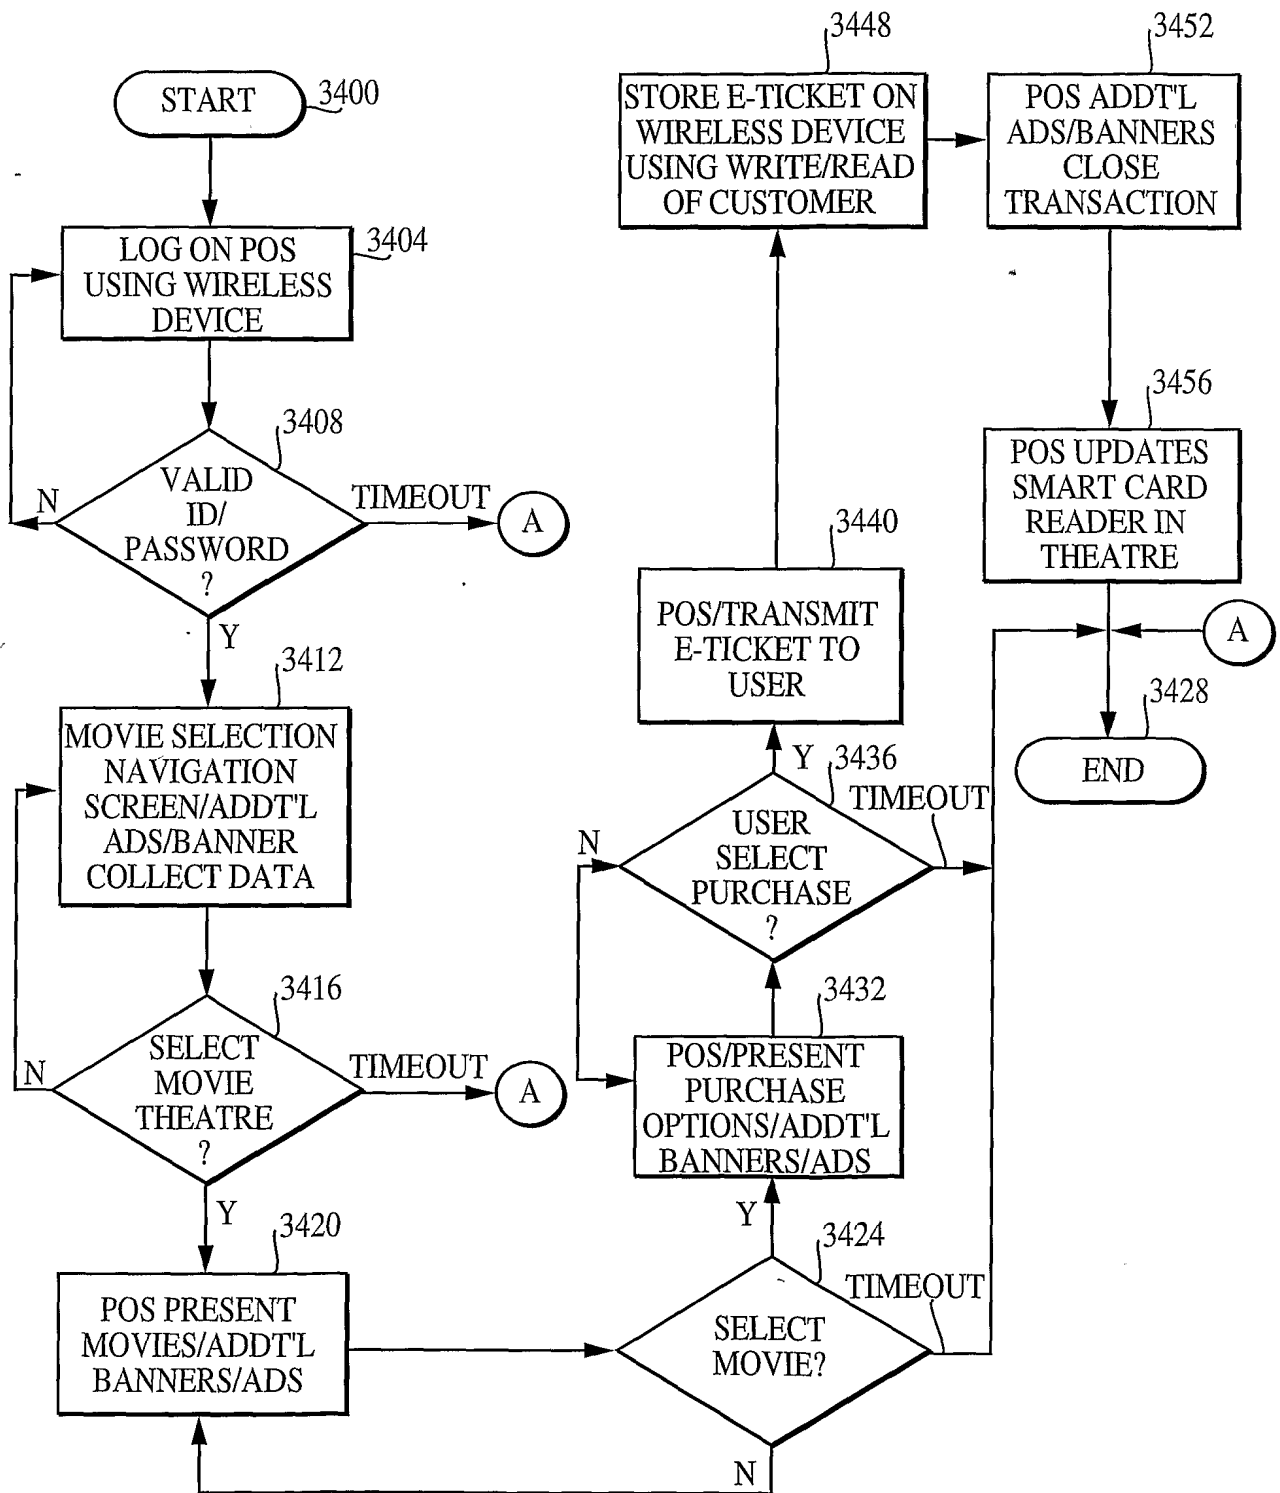 START
3400
LOG ON POS
USING WIRELESS
DEVICE
3404
VALID
ID/
PASSWORD
?
3408
N
TIMEOUT
A
Y
MOVIE SELECTION
NAVIGATION
SCREEN/ADDT'L
ADS/BANNER
COLLECT DATA
3412
SELECT
MOVIE
THEATRE
?
3416
N
TIMEOUT
A
Y
POS PRESENT
MOVIES/ADDT'L
BANNERS/ADS
3420
SELECT
MOVIE?
3424
TIMEOUT
N
Y
POS/PRESENT
PURCHASE
OPTIONS/ADDT'L
BANNERS/ADS
3432
USER
SELECT
PURCHASE
?
3436
N
TIMEOUT
Y
POS/TRANSMIT
E-TICKET TO
USER
3440
STORE E-TICKET ON
WIRELESS DEVICE
USING WRITE/READ
OF CUSTOMER
3448
POS ADDT'L
ADS/BANNERS
CLOSE
TRANSACTION
3452
POS UPDATES
SMART CARD
READER IN
THEATRE
3456
A
END
3428